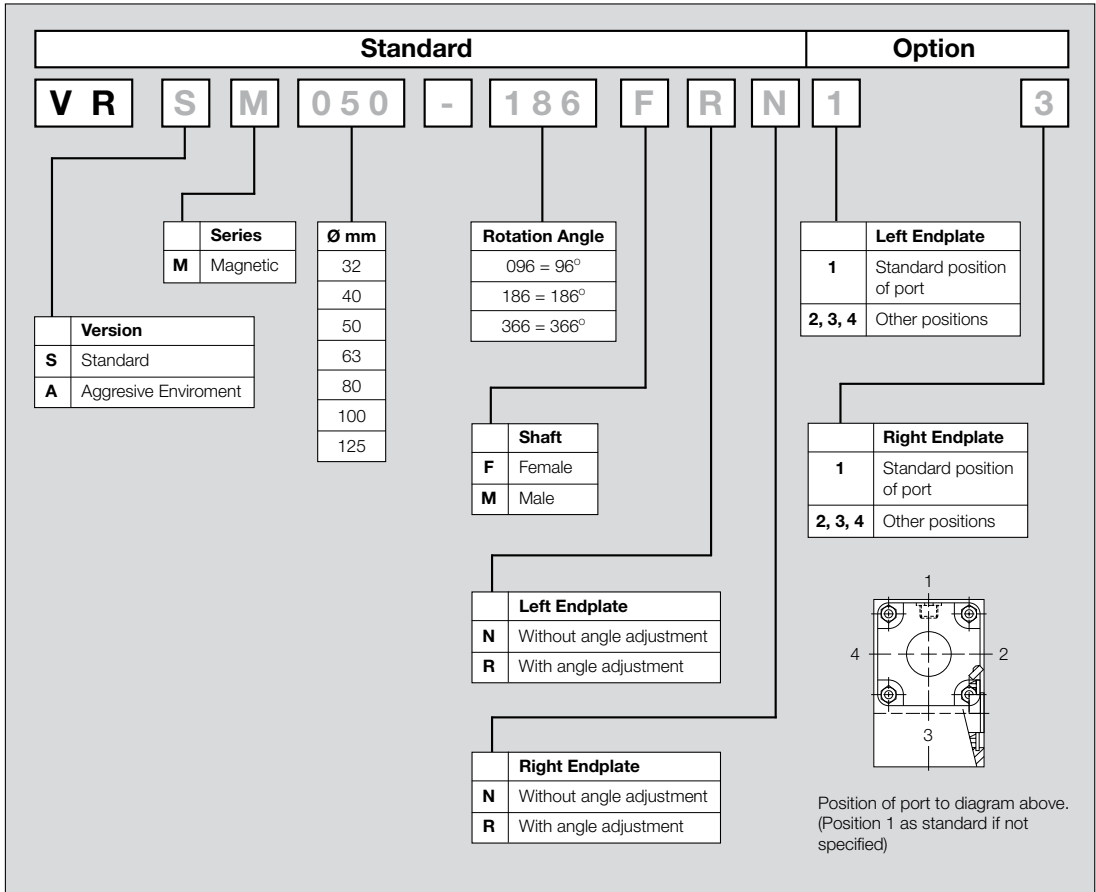 Standard Option
V R S M 0 5 0 - 1 8 6 F R N 1 3
Series
M Magnetic
Ø mm
32
40
50
63
80
100
125
Rotation Angle
096 = 96°
186 = 186°
366 = 366°
Left Endplate
1 Standard position
of port
2, 3, 4 Other positions
Version
S Standard
A Aggresive Enviroment
Shaft
F Female
M Male
Right Endplate
1 Standard position
of port
2, 3, 4 Other positions
Left Endplate
N Without angle adjustment
R With angle adjustment
Right Endplate
N Without angle adjustment
R With angle adjustment
1
4 2
3
Position of port to diagram above.
(Position 1 as standard if not
specified)